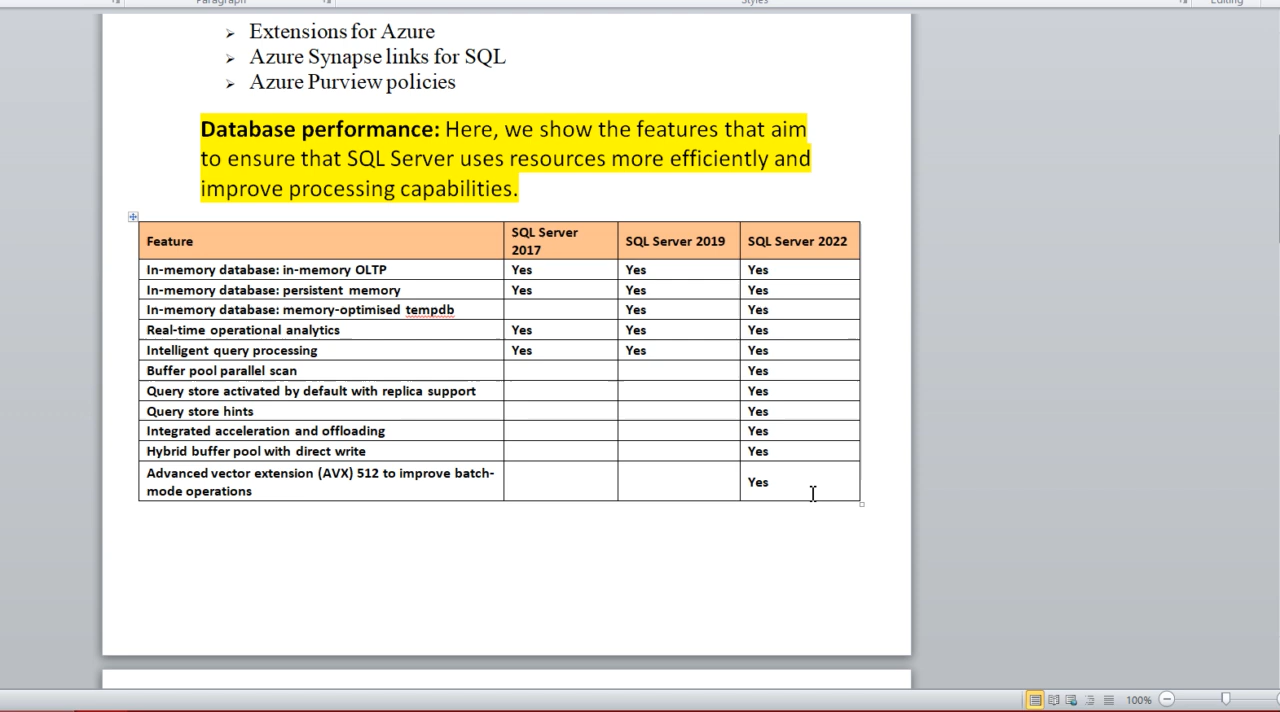 Paragraph Styles Editing
➢ Extensions for Azure
➢ Azure Synapse links for SQL
➢ Azure Purview policies
Database performance: Here, we show the features that aim
to ensure that SQL Server uses resources more efficiently and
improve processing capabilities.
Feature SQL Server 2017 SQL Server 2019 SQL Server 2022
In-memory database: in-memory OLTP Yes Yes Yes
In-memory database: persistent memory Yes Yes Yes
In-memory database: memory-optimised tempdb Yes Yes
Real-time operational analytics Yes Yes Yes
Intelligent query processing Yes Yes Yes
Buffer pool parallel scan Yes
Query store activated by default with replica support Yes
Query store hints Yes
Integrated acceleration and offloading Yes
Hybrid buffer pool with direct write Yes
Advanced vector extension (AVX) 512 to improve batch-
mode operations Yes
100%